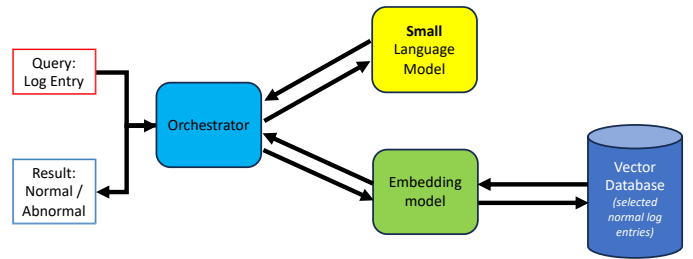 Query:
Log Entry
Result:
Normal /
Abnormal
Orchestrator
Small
Language
Model
Embedding
model
Vector
Database
(selected
normal log
entries)